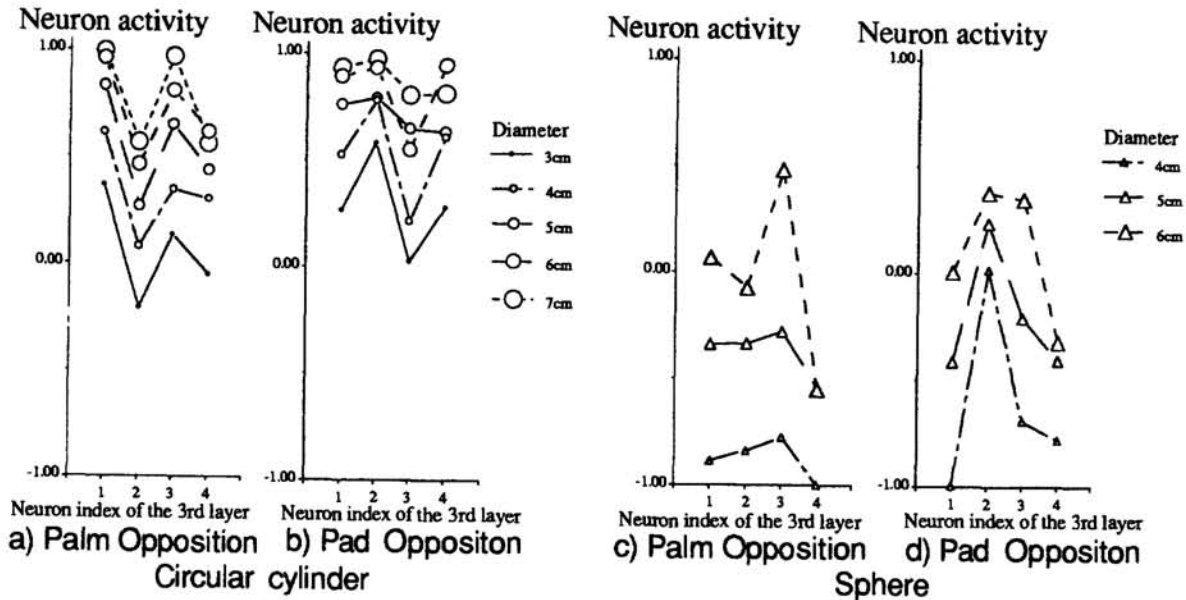 Neuron activity
1.00
0.00
-1.00
1 2 3 4
Neuron index of the 3rd layer
a) Palm Opposition
Neuron activity
1.00
0.00
-1.00
1 2 3 4
Neuron index of the 3rd layer
b) Pad Oppositon
Diameter
3cm
4cm
5cm
6cm
7cm
Circular cylinder
Neuron activity
1.00
0.00
-1.00
1 2 3 4
Neuron index of the 3rd layer
c) Palm Opposition
Neuron activity
1.00
0.00
-1.00
1 2 3 4
Neuron index of the 3rd layer
d) Pad Oppositon
Diameter
4cm
5cm
6cm
Sphere